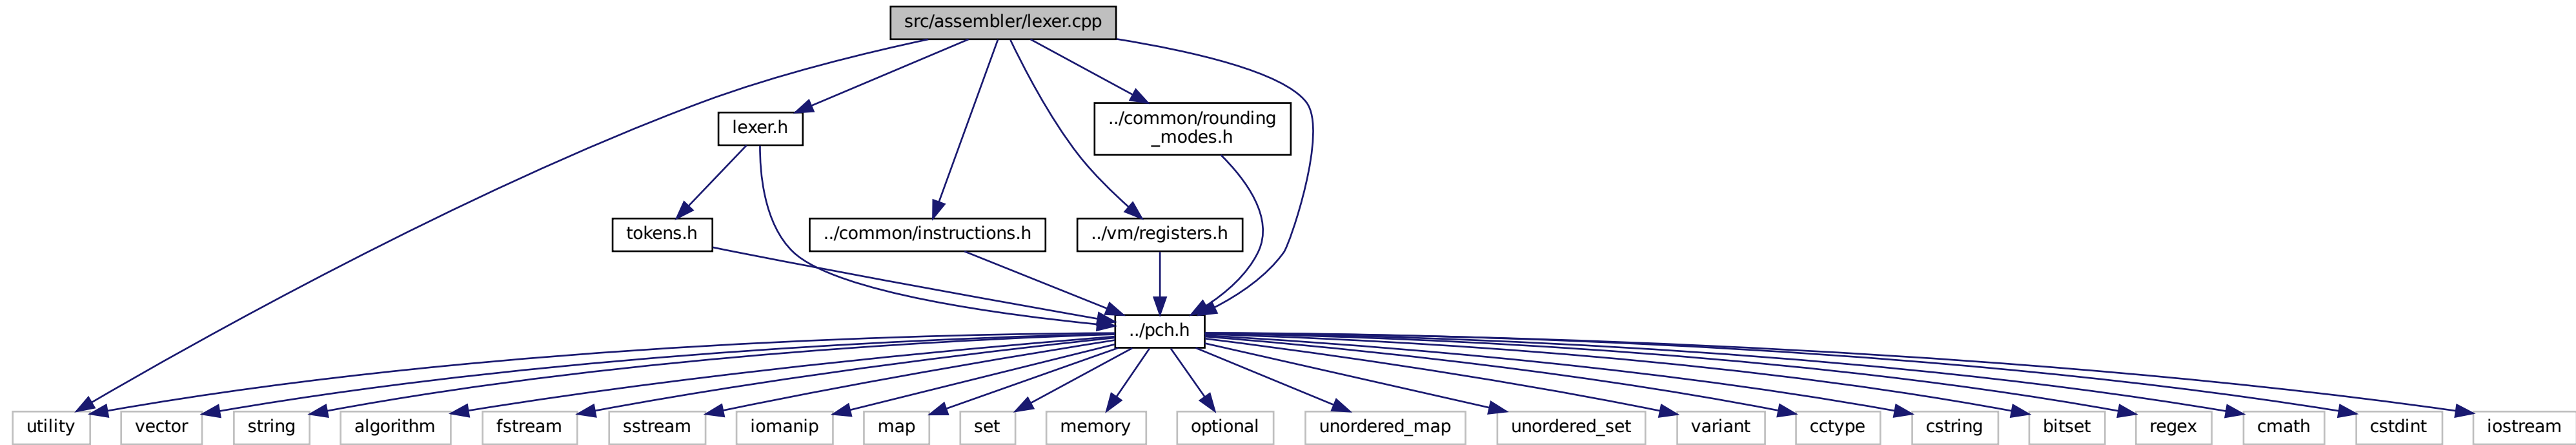 src/assembler/lexer.cpp
lexer.h
../common/rounding
_modes.h
tokens.h
../common/instructions.h
../vm/registers.h
../pch.h
utility
vector
string
algorithm
fstream
sstream
iomanip
map
set
memory
optional
unordered_map
unordered_set
variant
cctype
cstring
bitset
regex
cmath
cstdint
iostream